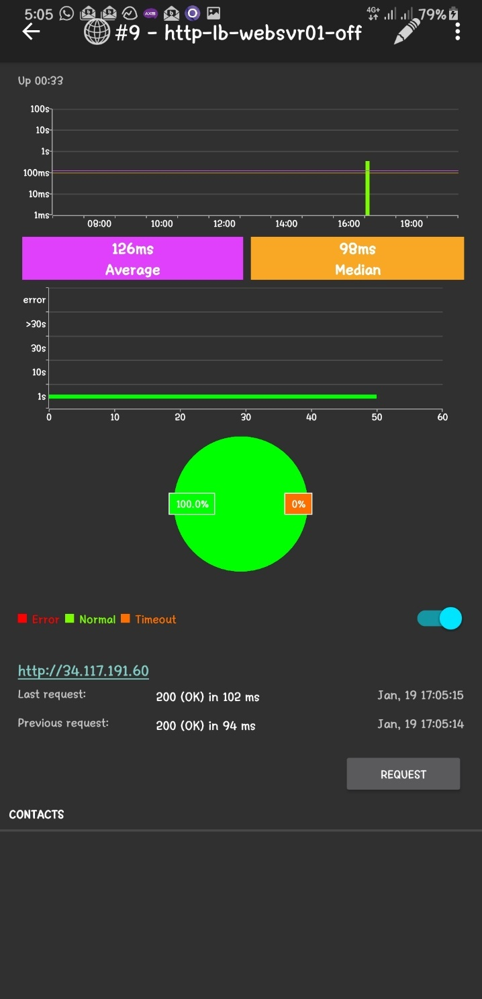 5:05 AXIS 4G+ 79%
#9 - http-lb-websvr01-off
Up 00:33
100s
10s
1s
100ms
10ms
1ms
08:00 10:00 12:00 14:00 16:00 18:00
126ms
Average
98ms
Median
error
>30s
30s
10s
1s
0 10 20 30 40 50 60
100.0% 0%
Error Normal Timeout
http://34.117.191.60
Last request: 200 (OK) in 102 ms Jan, 19 17:05:15
Previous request: 200 (OK) in 94 ms Jan, 19 17:05:14
REQUEST
CONTACTS